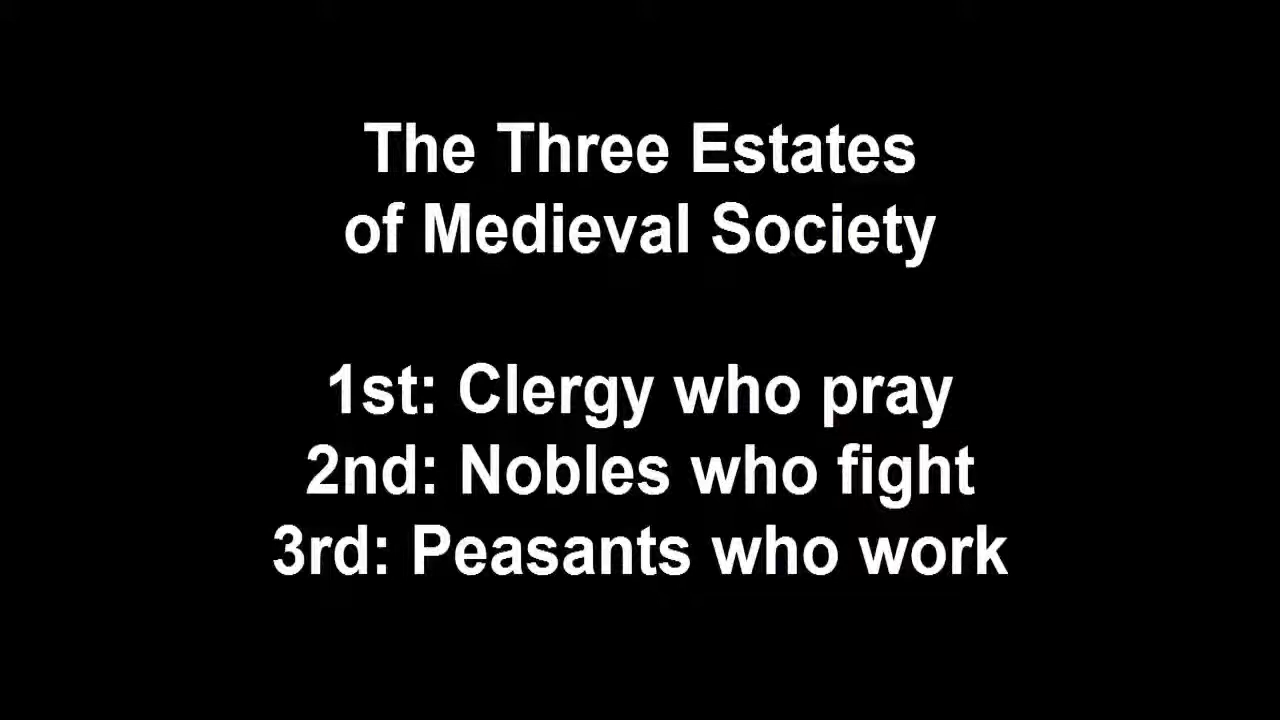 The Three Estates
of Medieval Society
1st: Clergy who pray
2nd: Nobles who fight
3rd: Peasants who work